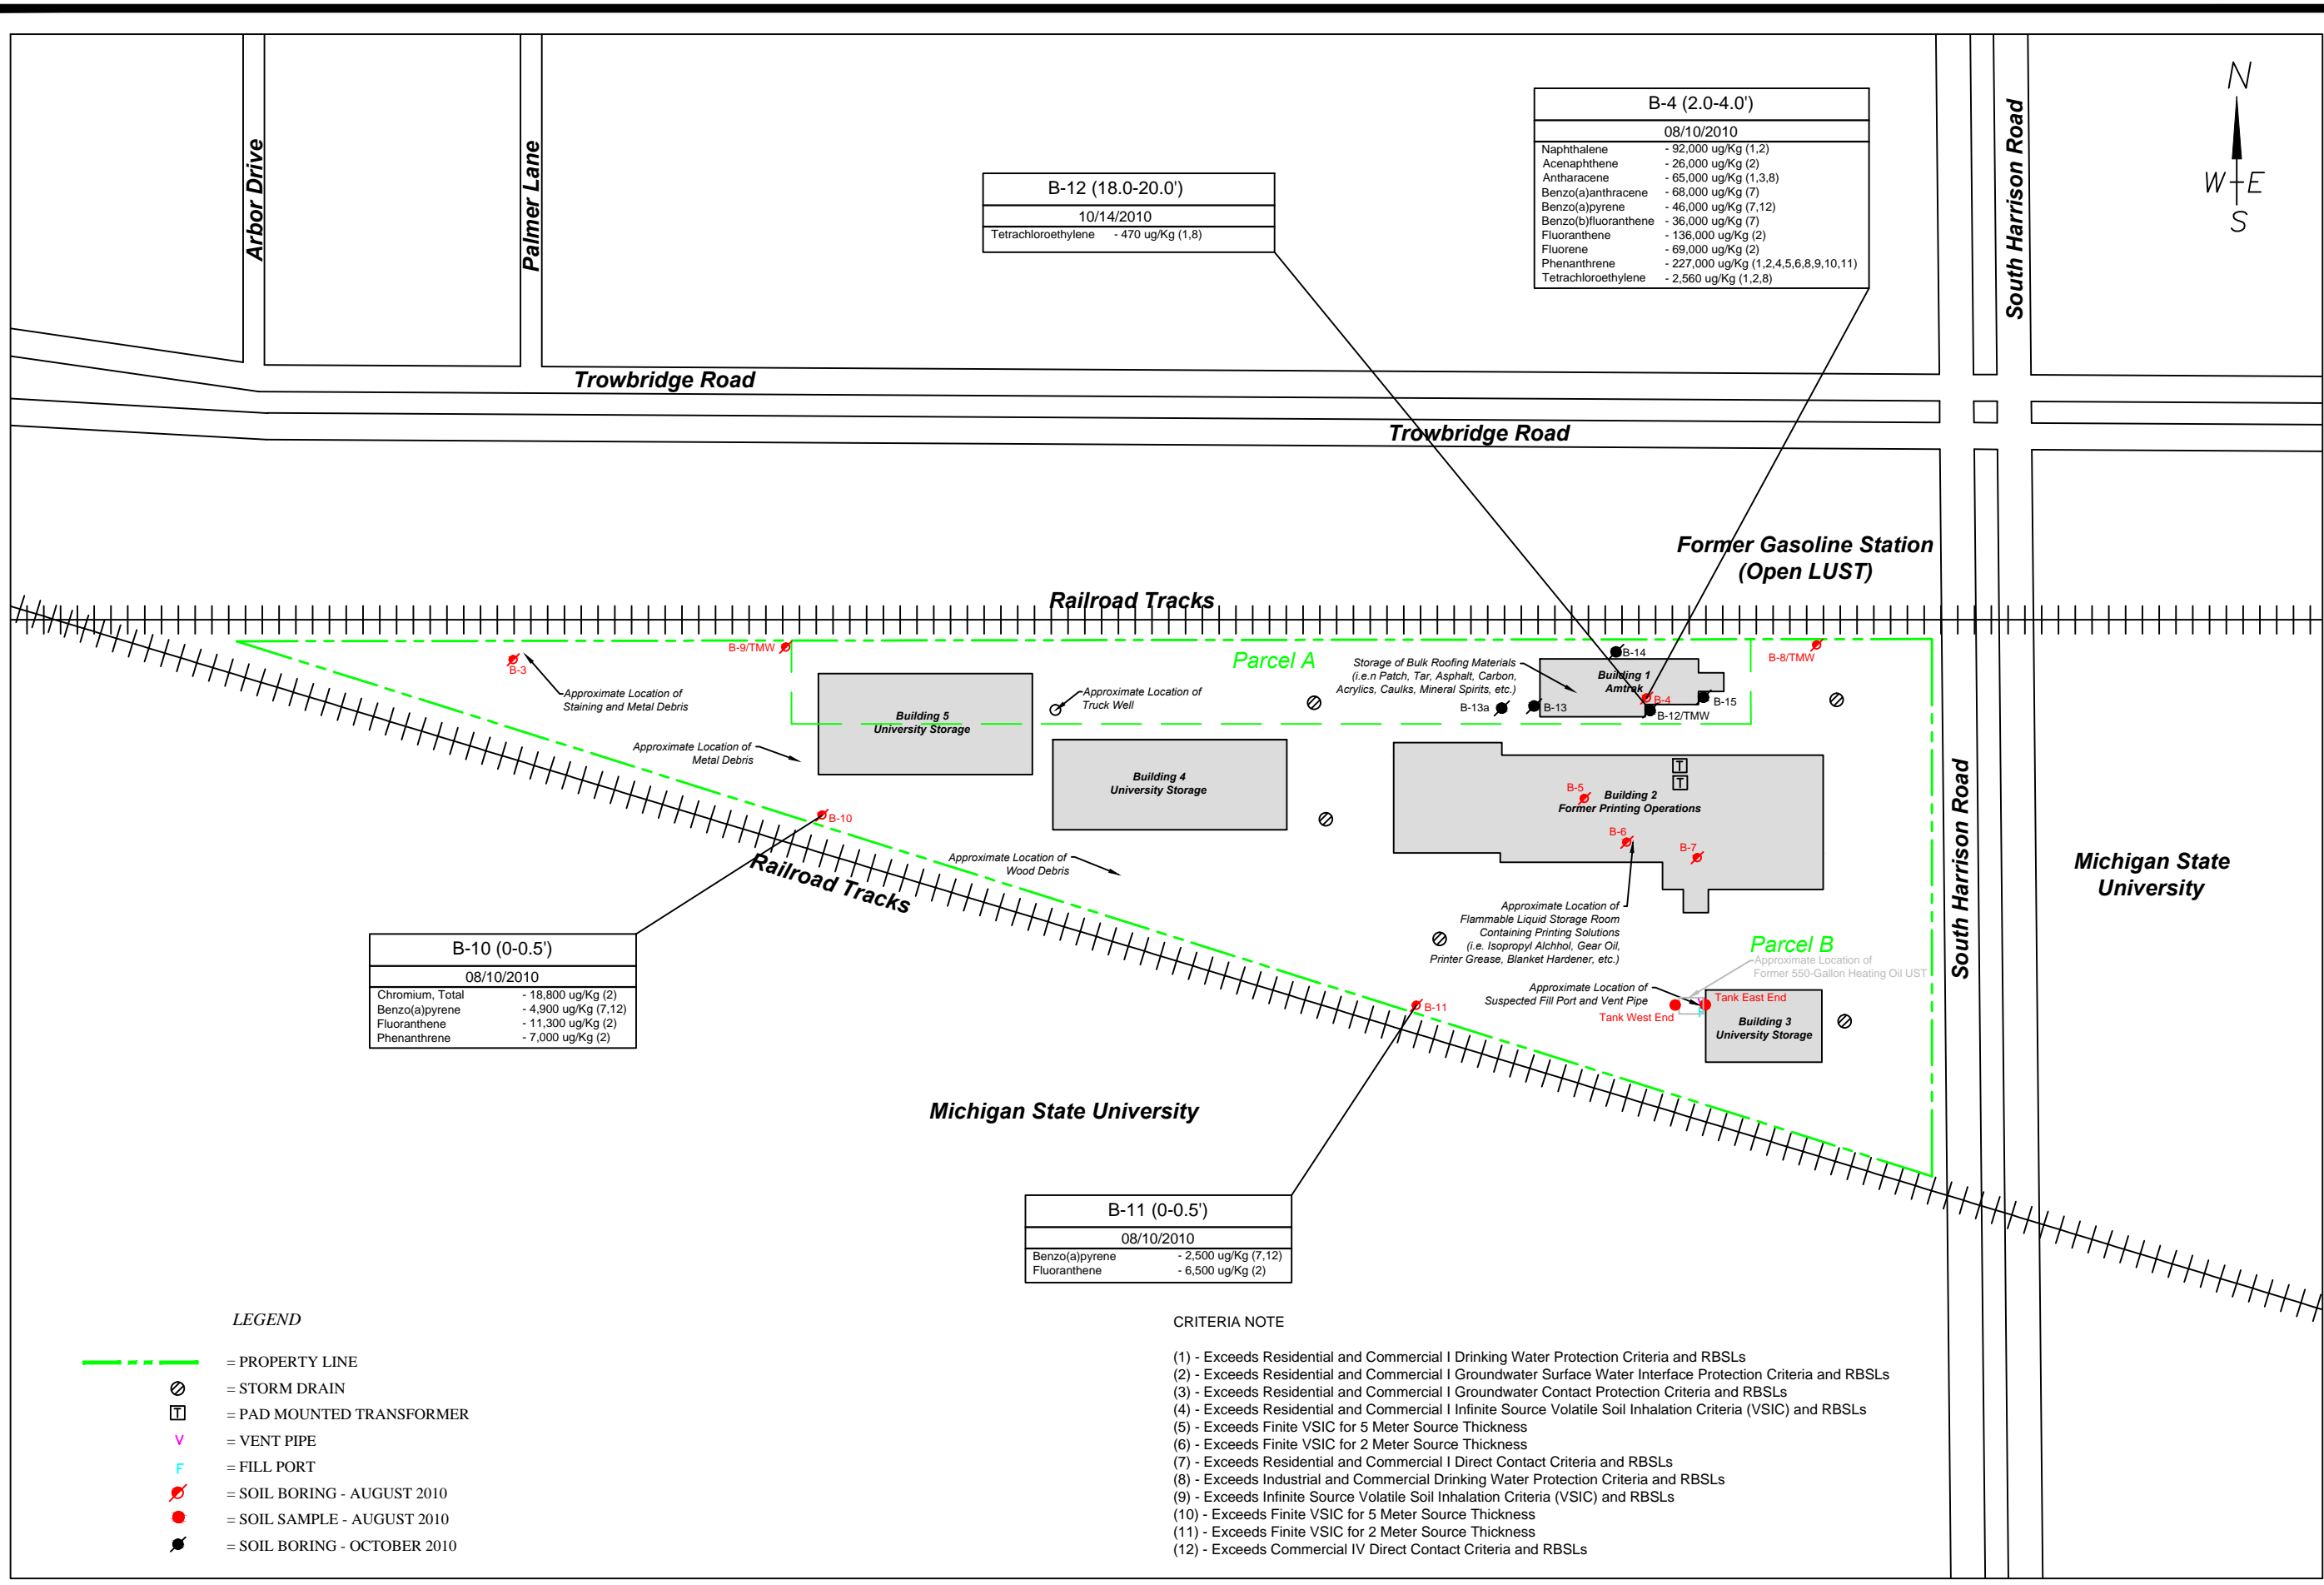 N
W E
S
Arbor Drive
Palmer Lane
South Harrison Road
B-12 (18.0-20.0')
10/14/2010
Tetrachloroethylene - 470 ug/Kg (1,8)
B-4 (2.0-4.0')
08/10/2010
Naphthalene - 92,000 ug/Kg (1,2)
Acenaphthene - 26,000 ug/Kg (2)
Antharacene - 65,000 ug/Kg (1,3,8)
Benzo(a)anthracene - 68,000 ug/Kg (7)
Benzo(a)pyrene - 46,000 ug/Kg (7,12)
Benzo(b)fluoranthene - 36,000 ug/Kg (7)
Fluoranthene - 136,000 ug/Kg (2)
Fluorene - 69,000 ug/Kg (2)
Phenanthrene - 227,000 ug/Kg (1,2,4,5,6,8,9,10,11)
Tetrachloroethylene - 2,560 ug/Kg (1,2,8)
Trowbridge Road
Trowbridge Road
Former Gasoline Station
(Open LUST)
Railroad Tracks
B-3
Approximate Location of
Staining and Metal Debris
B-9/TMW
Parcel A
Approximate Location of
Truck Well
Storage of Bulk Roofing Materials
(i.e.n Patch, Tar, Asphalt, Carbon,
Acrylics, Caulks, Mineral Spirits, etc.)
B-14
B-8/TMW
Building 1
Amtrak
B-4
B-15
B-13a
B-13
B-12/TMW
Building 5
University Storage
Approximate Location of
Metal Debris
Building 4
University Storage
T
T
B-5
Building 2
Former Printing Operations
B-6
B-7
B-10
Approximate Location of
Wood Debris
Railroad Tracks
South Harrison Road
Michigan State
University
Approximate Location of
Flammable Liquid Storage Room
Containing Printing Solutions
(i.e. Isopropyl Alchhol, Gear Oil,
Printer Grease, Blanket Hardener, etc.)
Parcel B
Approximate Location of
Former 550-Gallon Heating Oil UST
Approximate Location of
Suspected Fill Port and Vent Pipe
V
F
Tank East End
Tank West End
Building 3
University Storage
B-11
B-10 (0-0.5')
08/10/2010
Chromium, Total - 18,800 ug/Kg (2)
Benzo(a)pyrene - 4,900 ug/Kg (7,12)
Fluoranthene - 11,300 ug/Kg (2)
Phenanthrene - 7,000 ug/Kg (2)
Michigan State University
B-11 (0-0.5')
08/10/2010
Benzo(a)pyrene - 2,500 ug/Kg (7,12)
Fluoranthene - 6,500 ug/Kg (2)
LEGEND
= PROPERTY LINE
= STORM DRAIN
T = PAD MOUNTED TRANSFORMER
V = VENT PIPE
F = FILL PORT
= SOIL BORING - AUGUST 2010
= SOIL SAMPLE - AUGUST 2010
= SOIL BORING - OCTOBER 2010
CRITERIA NOTE
(1) - Exceeds Residential and Commercial I Drinking Water Protection Criteria and RBSLs
(2) - Exceeds Residential and Commercial I Groundwater Surface Water Interface Protection Criteria and RBSLs
(3) - Exceeds Residential and Commercial I Groundwater Contact Protection Criteria and RBSLs
(4) - Exceeds Residential and Commercial I Infinite Source Volatile Soil Inhalation Criteria (VSIC) and RBSLs
(5) - Exceeds Finite VSIC for 5 Meter Source Thickness
(6) - Exceeds Finite VSIC for 2 Meter Source Thickness
(7) - Exceeds Residential and Commercial I Direct Contact Criteria and RBSLs
(8) - Exceeds Industrial and Commercial Drinking Water Protection Criteria and RBSLs
(9) - Exceeds Infinite Source Volatile Soil Inhalation Criteria (VSIC) and RBSLs
(10) - Exceeds Finite VSIC for 5 Meter Source Thickness
(11) - Exceeds Finite VSIC for 2 Meter Source Thickness
(12) - Exceeds Commercial IV Direct Contact Criteria and RBSLs